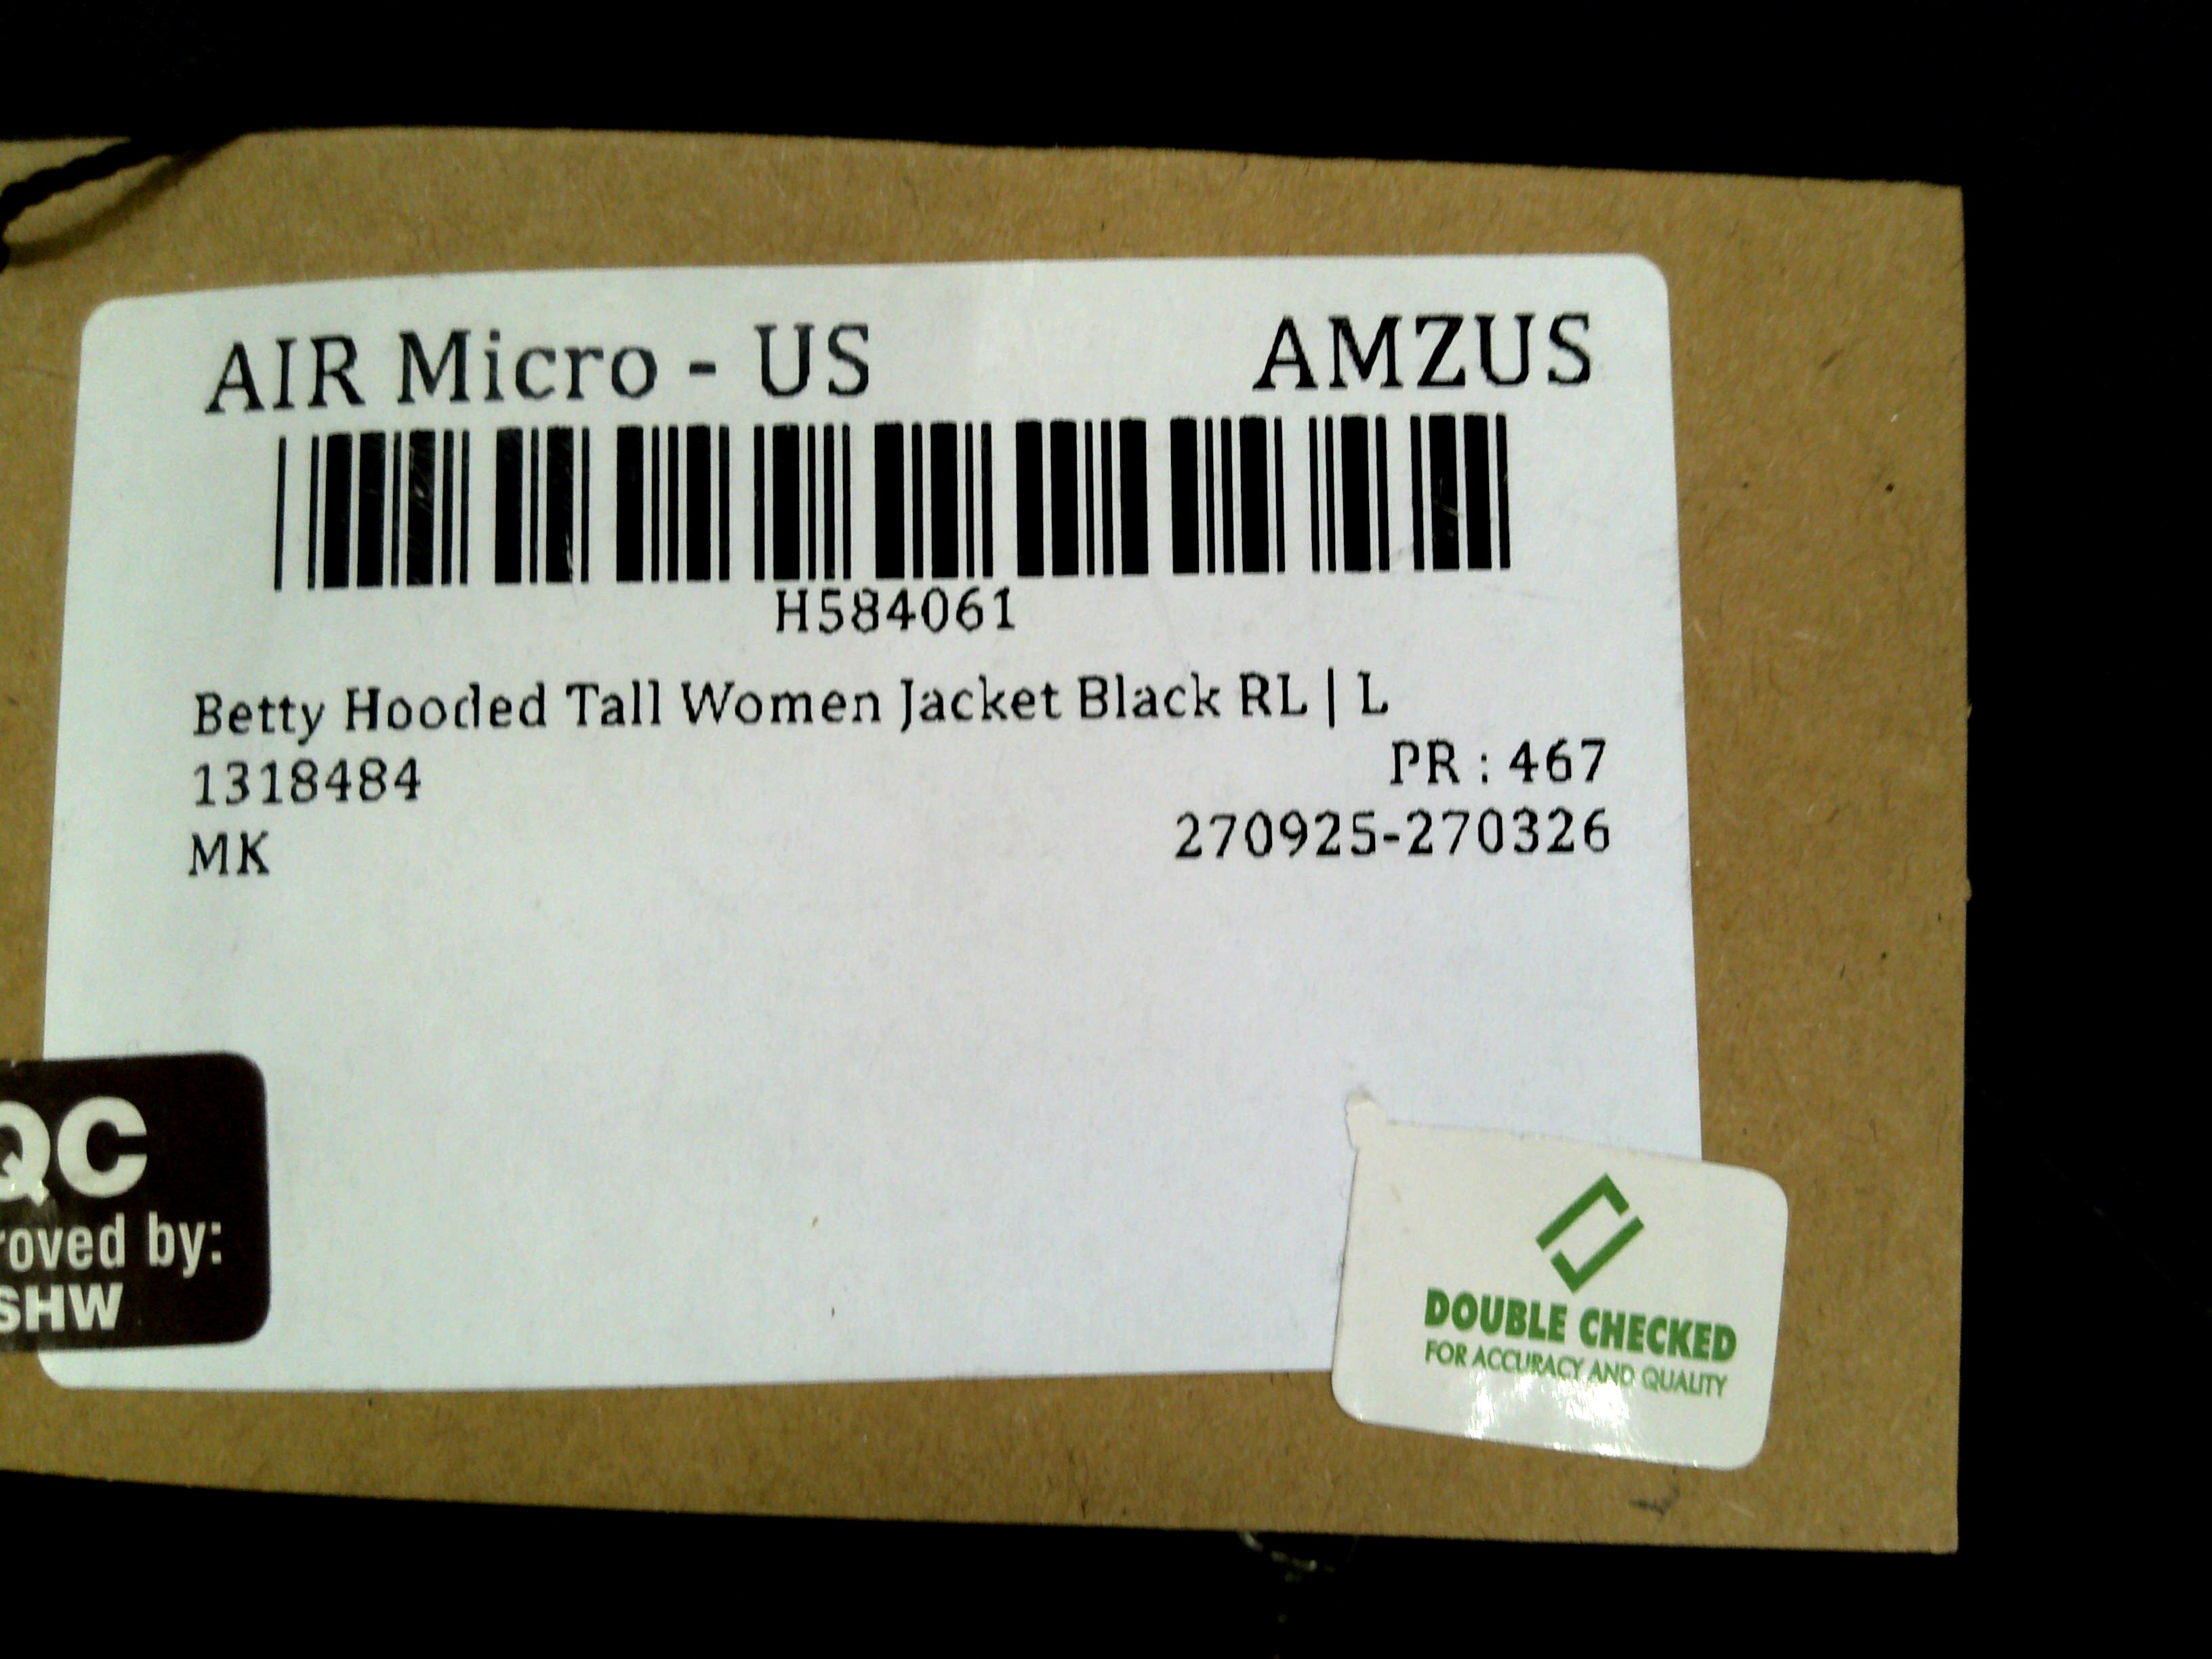 AIR Micro - US AMZUS
H584061
Betty Hooded Tall Women Jacket Black RL | L
1318484 PR : 467
MK 270925-270326
QC
roved by:
SHW
DOUBLE CHECKED
FOR ACCURACY AND QUALITY